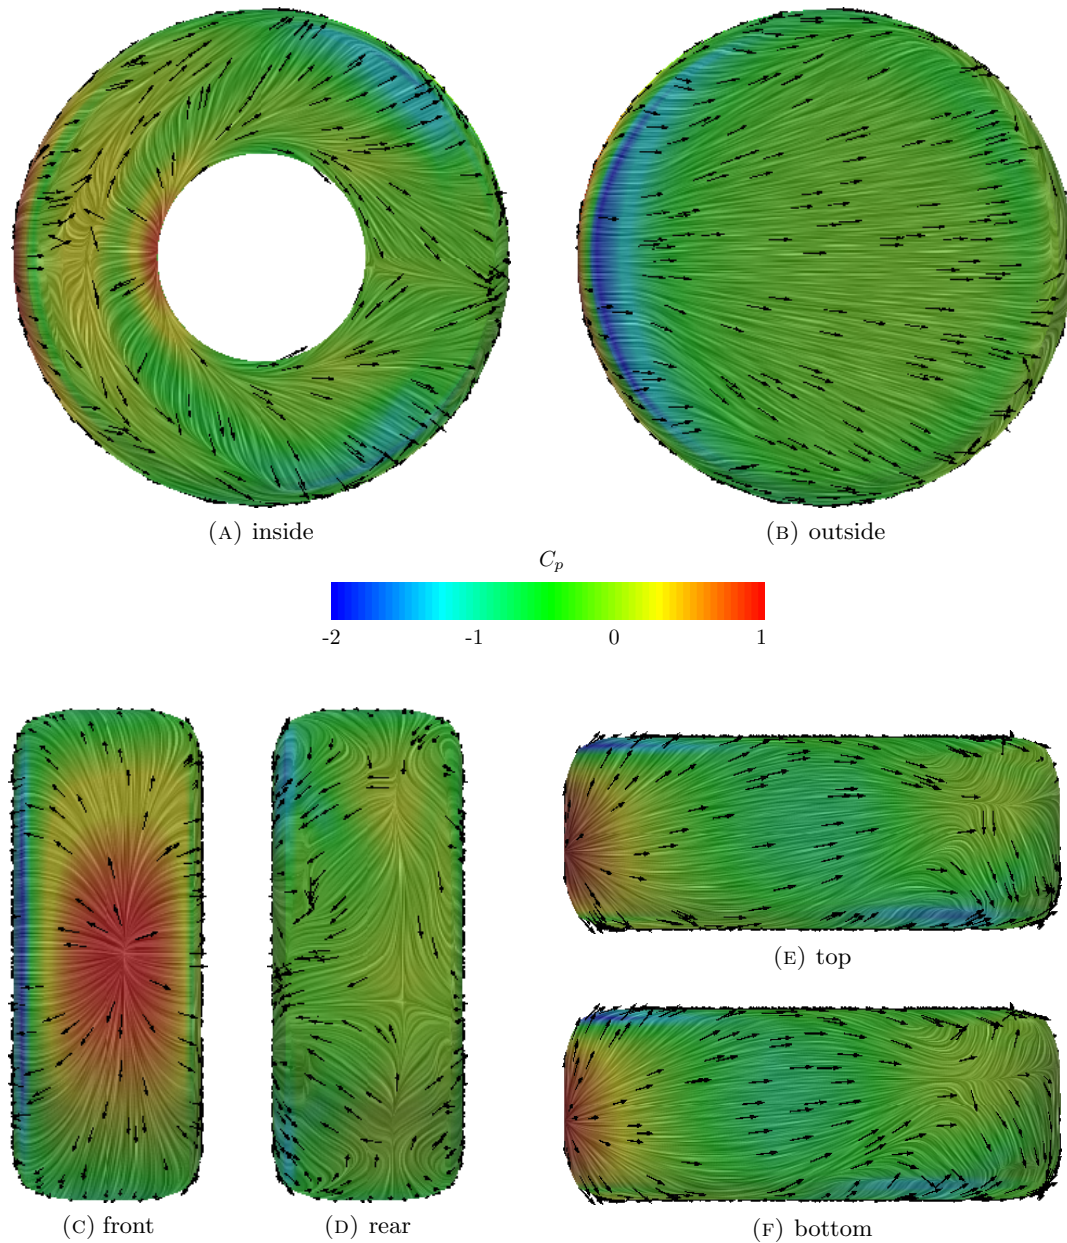 (A) inside
(B) outside
C_p
-2 -1 0 1
(C) front
(D) rear
(E) top
(F) bottom